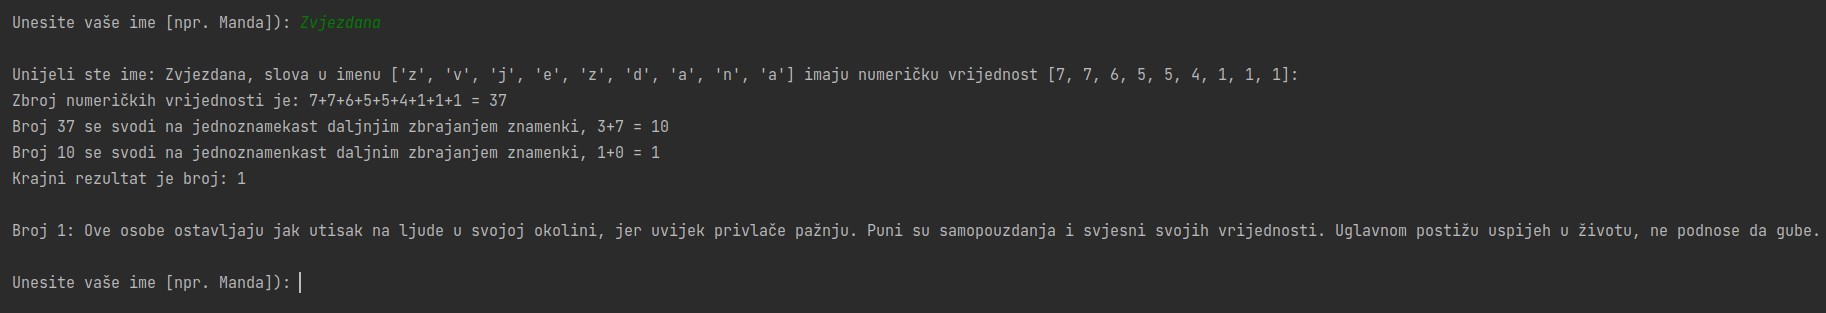 Unesite vaše ime [npr. Manda]): Zvjezdana
Unijeli ste ime: Zvjezdana, slova u imenu ['z', 'v', 'j', 'e', 'z', 'd', 'a', 'n', 'a'] imaju numeričku vrijednost [7, 7, 6, 5, 5, 4, 1, 1, 1]:
Zbroj numeričkih vrijednosti je: 7+7+6+5+5+4+1+1+1 = 37
Broj 37 se svodi na jednoznamekast daljnjim zbrajanjem znamenki, 3+7 = 10
Broj 10 se svodi na jednoznamenkast daljnim zbrajanjem znamenki, 1+0 = 1
Krajni rezultat je broj: 1
Broj 1: Ove osobe ostavljaju jak utisak na ljude u svojoj okolini, jer uvijek privlače pažnju. Puni su samopouzdanja i svjesni svojih vrijednosti. Uglavnom postižu uspijeh u životu, ne podnose da gube.
Unesite vaše ime [npr. Manda]):